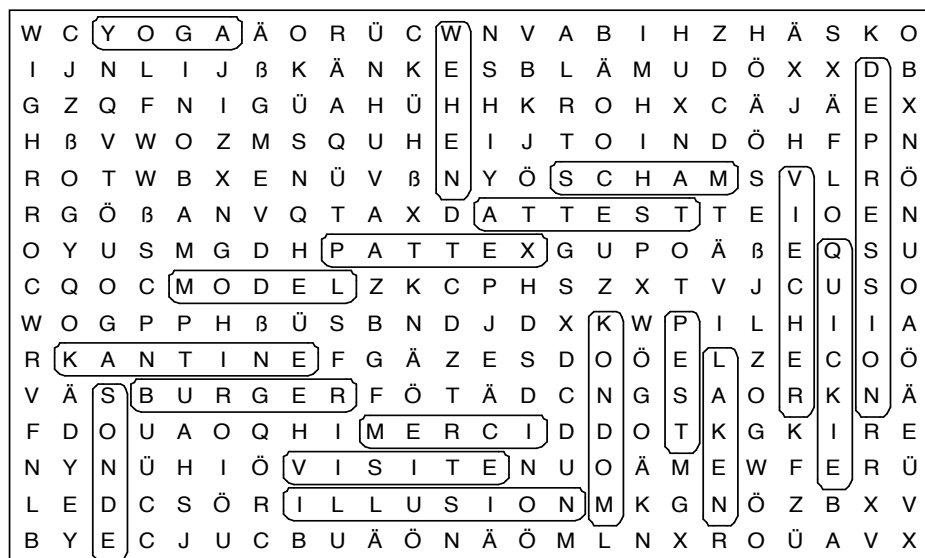 W C Y O G A Ä O R Ü C W N V A B I H Z H Ä S K O
I J N L I J ß K Ä N K E S B L Ä M U D Ö X X D B
G Z Q F N I G Ü A H Ü H H K R O H X C Ä J Ä E X
H ß V W O Z M S Q U H E I J T O I N D Ö H F P N
R O T W B X E N Ü V ß N Y Ö S C H A M S V L R Ö
R G Ö ß A N V Q T A X D A T T E S T T E I O E N
O Y U S M G D H P A T T E X G U P O Ä ß E Q S U
C Q O C M O D E L Z K C P H S Z X T V J C U S O
W O G P P H ß Ü S B N D J D X K W P I L H I I A
R K A N T I N E F G Ä Z E S D O Ö E L Z E C O Ö
V Ä S B U R G E R F Ö T Ä D C N G S A O R K N Ä
F D O U A O Q H I M E R C I D D O T K G K I R E
N Y N Ü H I Ö V I S I T E N U O Ä M E W F E R Ü
L E D C S Ö R I L L U S I O N M K G N Ö Z B X V
B Y E C J U C B U Ä Ö N Ä Ö M L N X R O Ü A V X